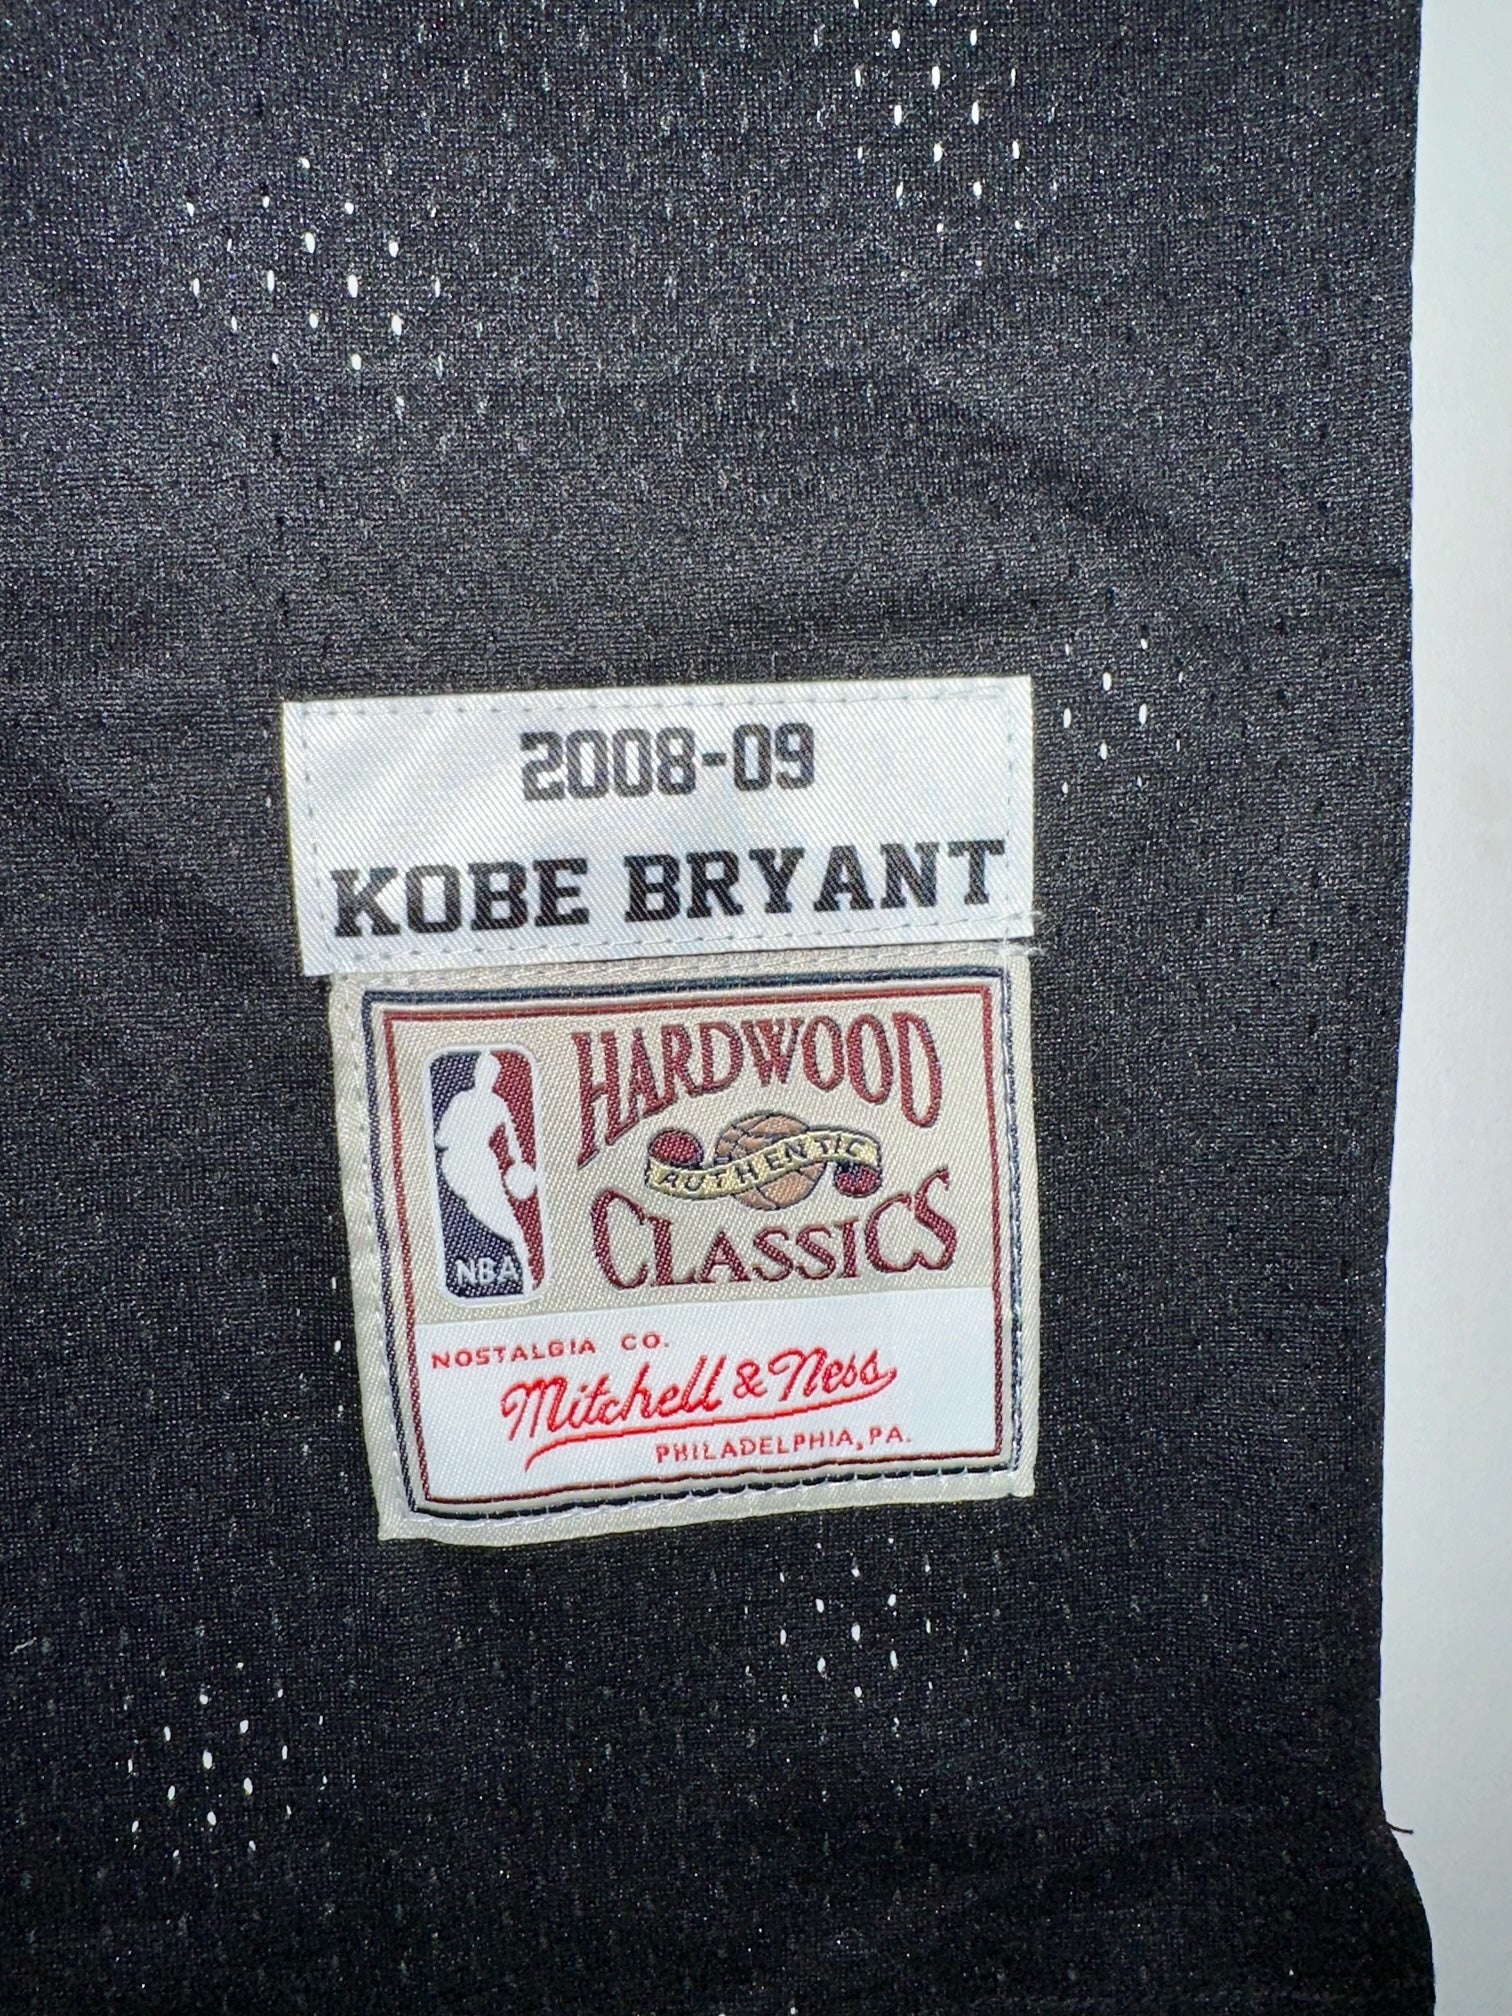 2008-09
KOBE BRYANT
HARDWOOD
AUTHENTIC
CLASSICS
NBA
NOSTALGIA CO.
Mitchell & Ness
PHILADELPHIA, PA.